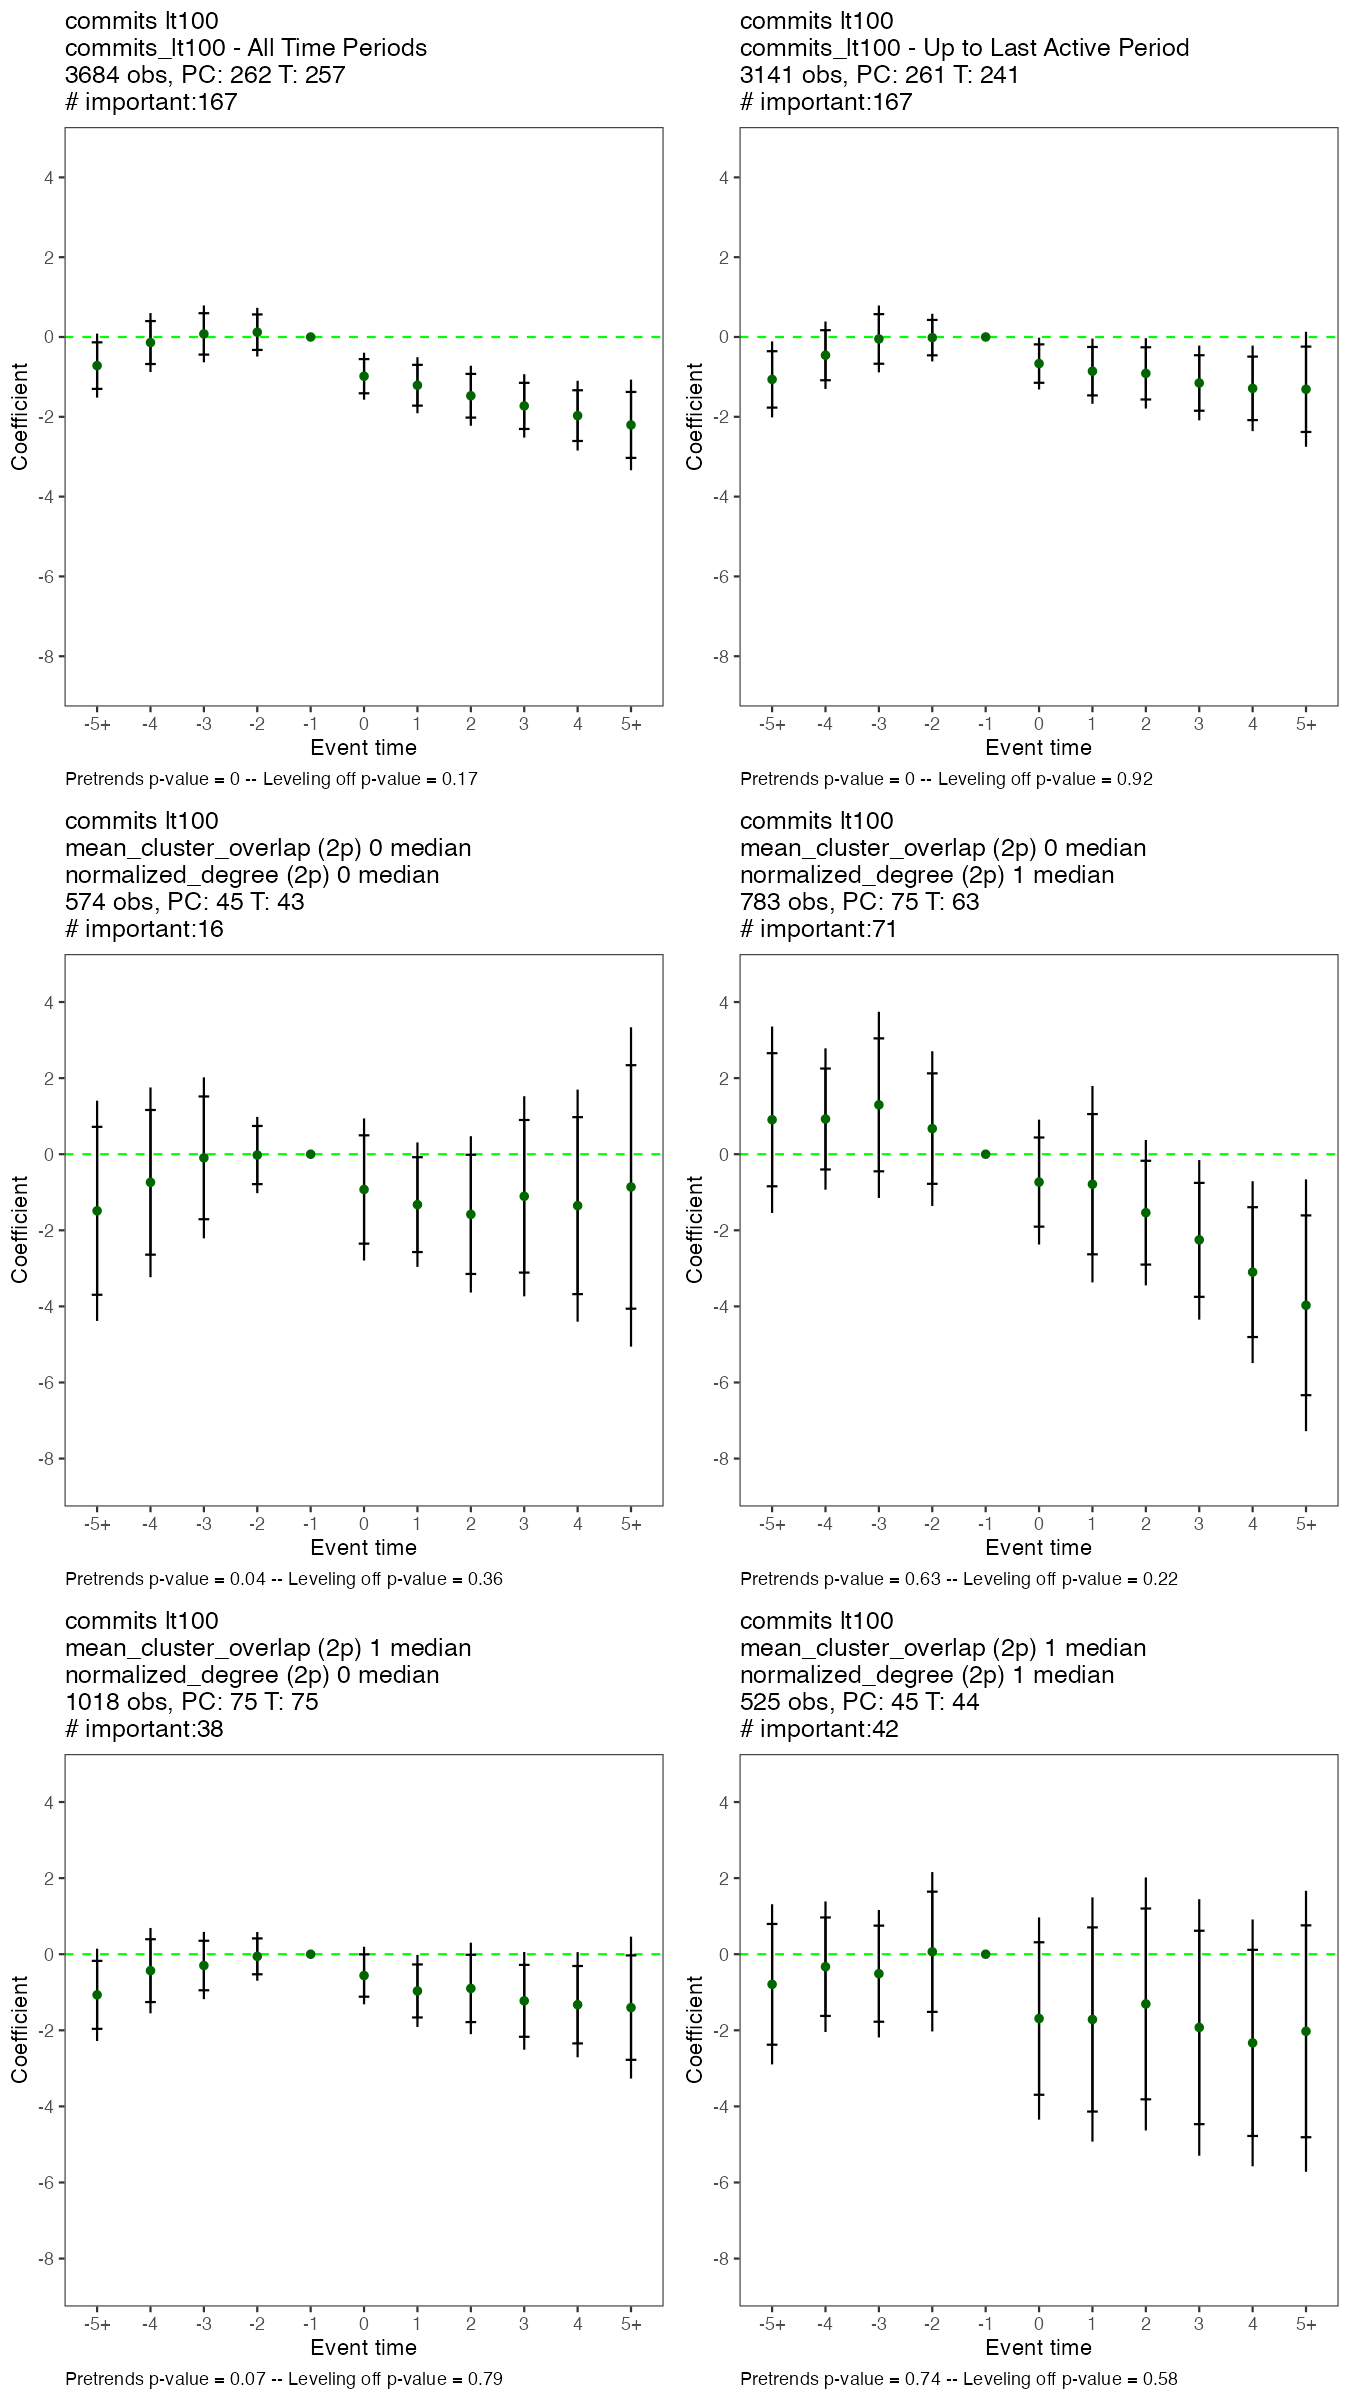 commits lt100
commits_lt100 - All Time Periods
3684 obs, PC: 262 T: 257
# important:167
4
2
0
-2
-4
-6
-8
Coefficient
-5+ -4 -3 -2 -1 0 1 2 3 4 5+
Event time
Pretrends p-value = 0 -- Leveling off p-value = 0.17
commits lt100
commits_lt100 - Up to Last Active Period
3141 obs, PC: 261 T: 241
# important:167
4
2
0
-2
-4
-6
-8
Coefficient
-5+ -4 -3 -2 -1 0 1 2 3 4 5+
Event time
Pretrends p-value = 0 -- Leveling off p-value = 0.92
commits lt100
mean_cluster_overlap (2p) 0 median
normalized_degree (2p) 0 median
574 obs, PC: 45 T: 43
# important:16
4
2
0
-2
-4
-6
-8
Coefficient
-5+ -4 -3 -2 -1 0 1 2 3 4 5+
Event time
Pretrends p-value = 0.04 -- Leveling off p-value = 0.36
commits lt100
mean_cluster_overlap (2p) 0 median
normalized_degree (2p) 1 median
783 obs, PC: 75 T: 63
# important:71
4
2
0
-2
-4
-6
-8
Coefficient
-5+ -4 -3 -2 -1 0 1 2 3 4 5+
Event time
Pretrends p-value = 0.63 -- Leveling off p-value = 0.22
commits lt100
mean_cluster_overlap (2p) 1 median
normalized_degree (2p) 0 median
1018 obs, PC: 75 T: 75
# important:38
4
2
0
-2
-4
-6
-8
Coefficient
-5+ -4 -3 -2 -1 0 1 2 3 4 5+
Event time
Pretrends p-value = 0.07 -- Leveling off p-value = 0.79
commits lt100
mean_cluster_overlap (2p) 1 median
normalized_degree (2p) 1 median
525 obs, PC: 45 T: 44
# important:42
4
2
0
-2
-4
-6
-8
Coefficient
-5+ -4 -3 -2 -1 0 1 2 3 4 5+
Event time
Pretrends p-value = 0.74 -- Leveling off p-value = 0.58